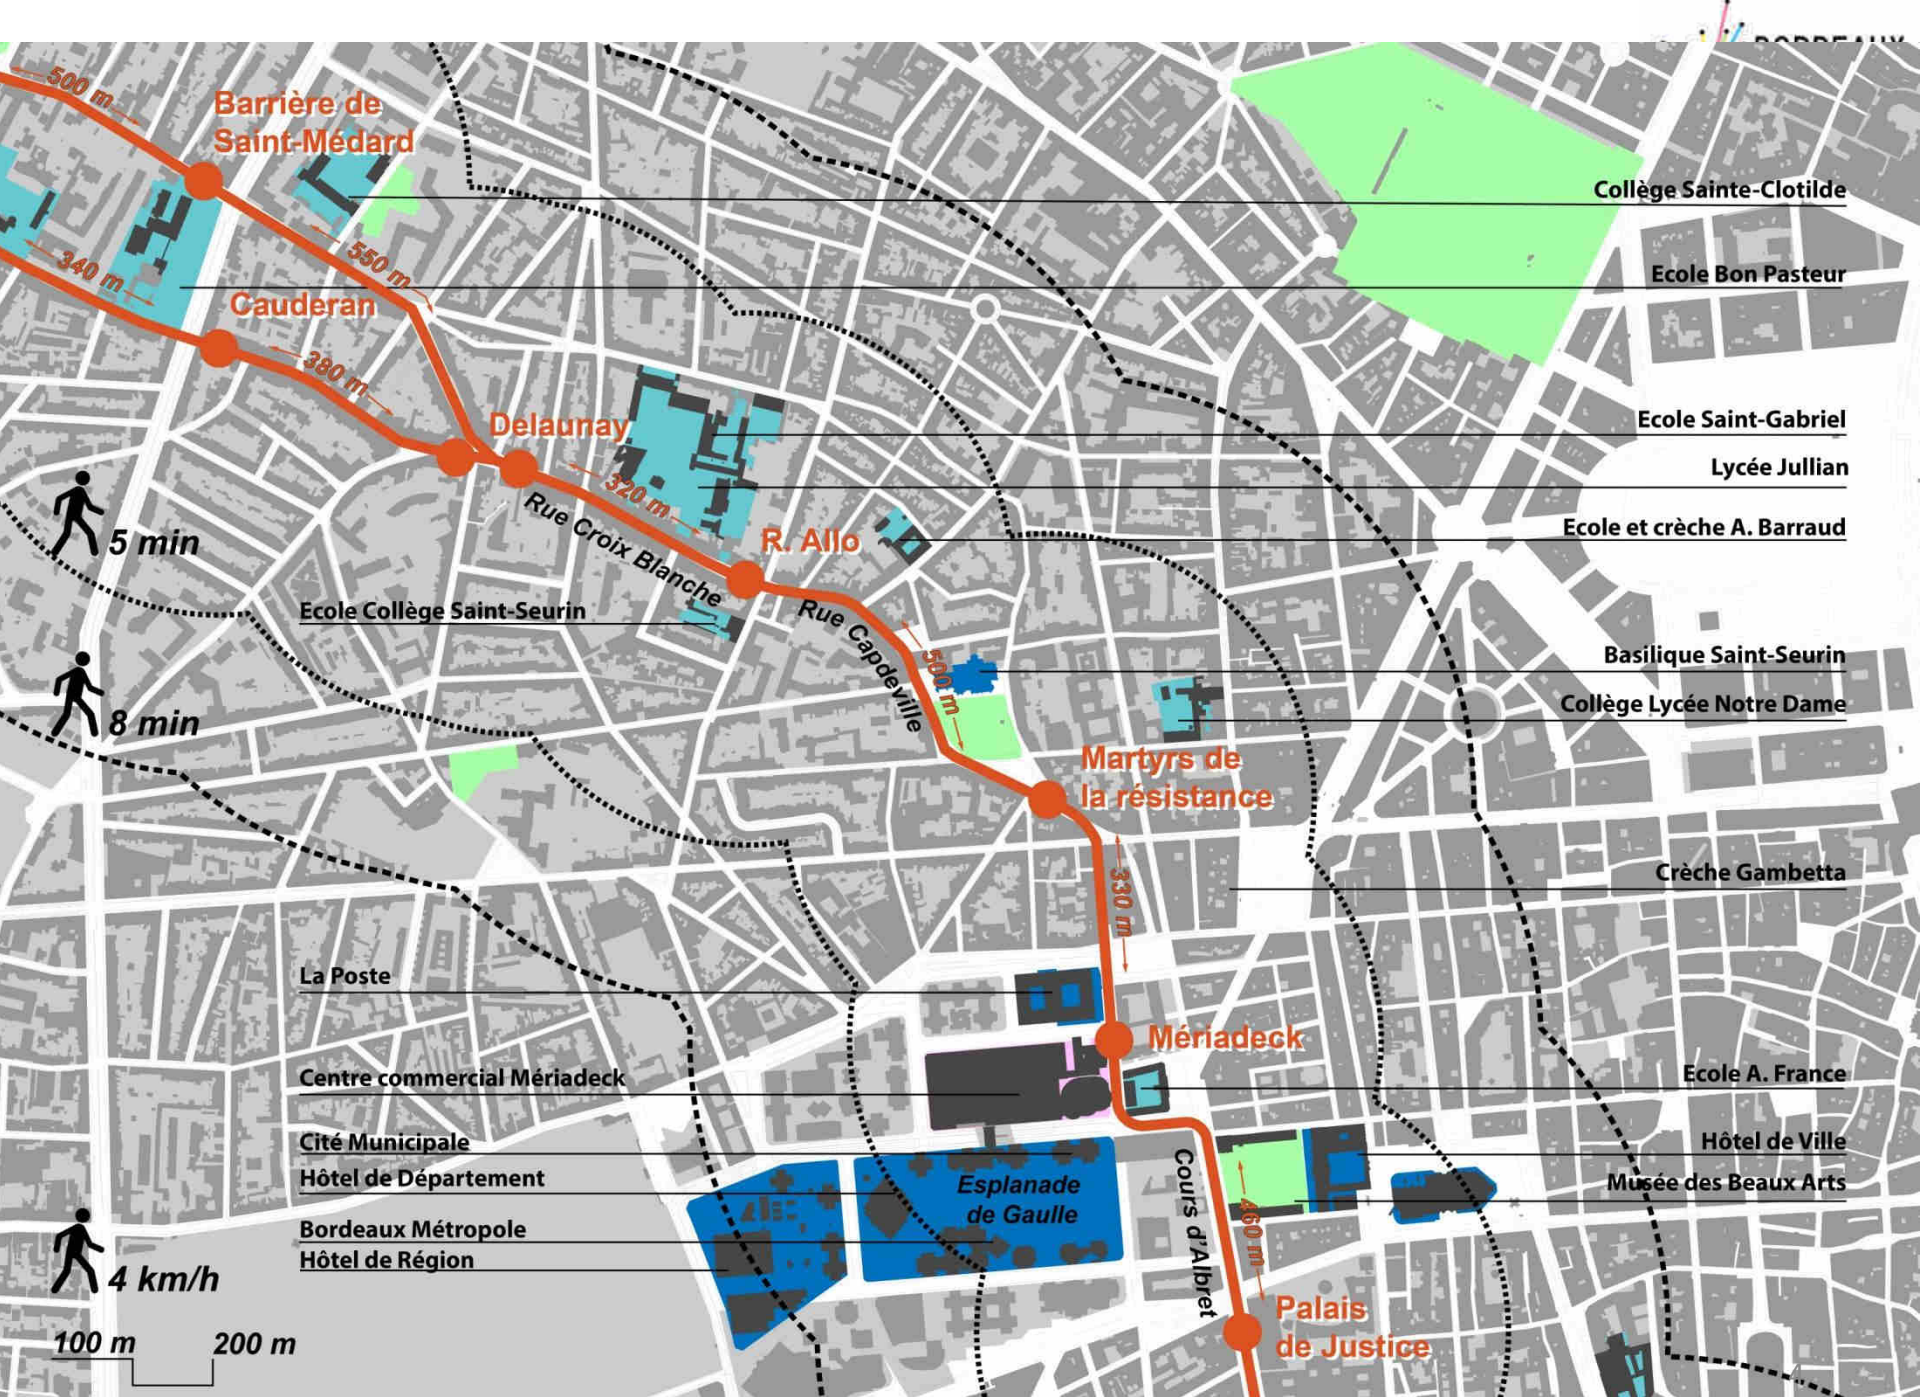 500 m
Barrière de
Saint-Médard
Collège Sainte-Clotilde
550 m
340 m
Ecole Bon Pasteur
Cauderan
380 m
Delaunay
Ecole Saint-Gabriel
Lycée Jullian
320 m
Rue Croix Blanche
R. Allo
Ecole et crèche A. Barraud
5 min
Ecole Collège Saint-Seurin
Rue Capdeville
500 m
Basilique Saint-Seurin
Collège Lycée Notre Dame
8 min
Martyrs de
la résistance
330 m
Crèche Gambetta
La Poste
Mériadeck
Centre commercial Mériadeck
Ecole A. France
Cité Municipale
Hôtel de Ville
Hôtel de Département
Musée des Beaux Arts
Esplanade
de Gaulle
Cours d'Albret
460 m
Bordeaux Métropole
Hôtel de Région
4 km/h
Palais
de Justice
100 m
200 m